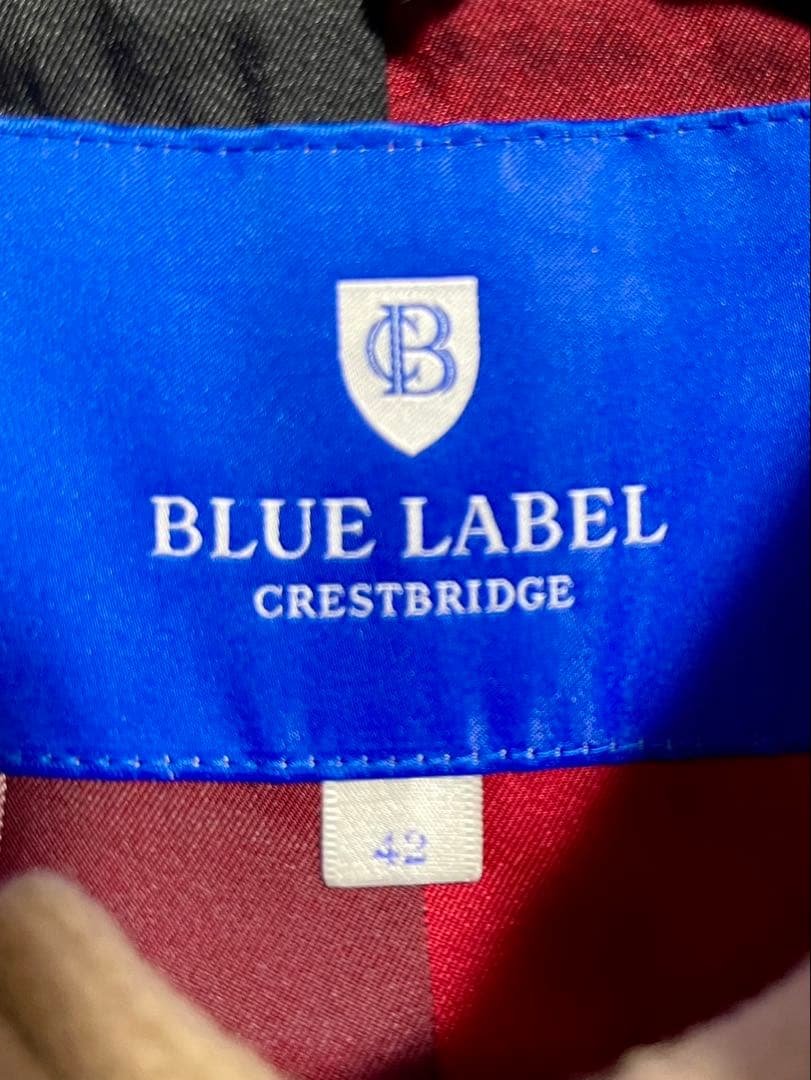 CB
BLUE LABEL
CRESTBRIDGE
42